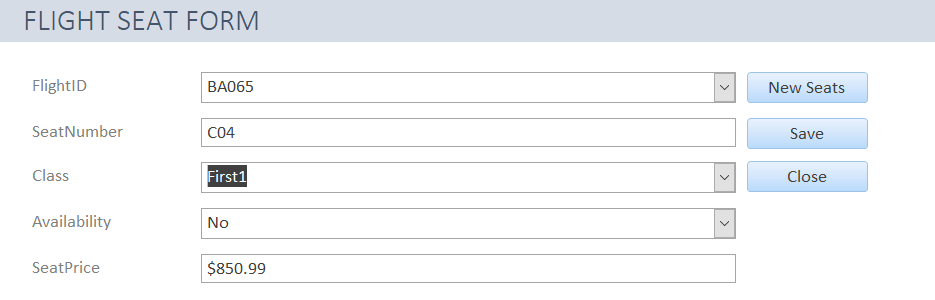 FLIGHT SEAT FORM
FlightID BA065 New Seats
SeatNumber C04 Save
Class First1 Close
Availability No
SeatPrice $850.99